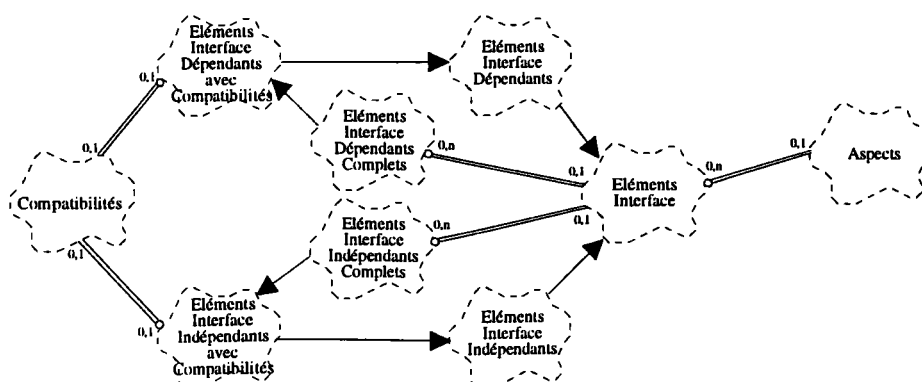 Eléments
Interface
Dépendants
avec
Compatibilités
0,1
0,1
Eléments
Interface
Dépendants
Eléments
Interface
Dépendants
Complets
0,n
0,1
Compatibilités
Eléments
Interface
0,n
0,1
Aspects
0,1
0,1
Eléments
Interface
Indépendants
Complets
0,n
0,1
Eléments
Interface
Indépendants
avec
Compatibilités
Eléments
Interface
Indépendants